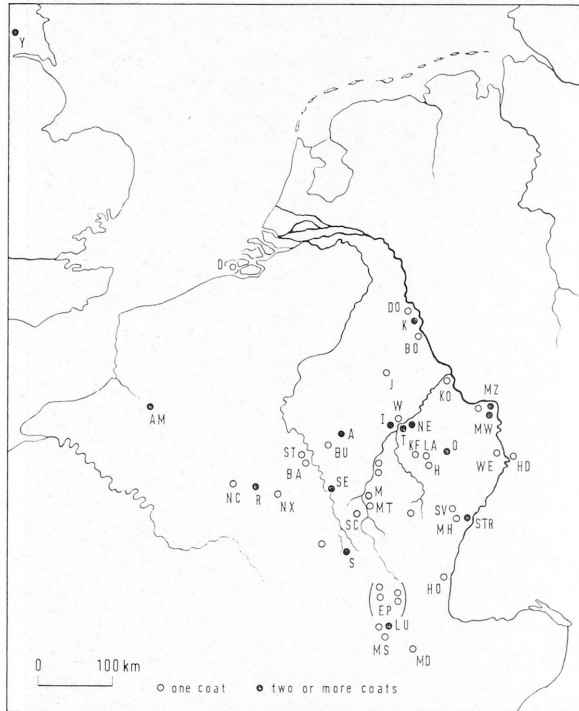 Y
D
DO
K
BO
J
KO
MZ
AM
W
I
NE
MW
T
A
ST
BU
KF LA
O
BA
H
WE
HD
NC
R
SE
NX
M
MT
SV
SC
MH
STR
S
HO
EP
LU
MS
MD
0 100 km
one coat two or more coats